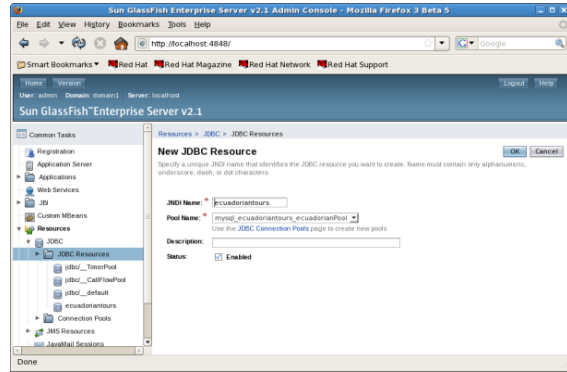 Sun GlassFish Enterprise Server v2.1 Admin Console - Mozilla Firefox 3 Beta 5
File Edit View History Bookmarks Tools Help
http://localhost:4848/
Google
Smart Bookmarks Red Hat Red Hat Magazine Red Hat Network Red Hat Support
Home Version
Logout Help
User: admin Domain: domain1 Server: localhost
Sun GlassFish™ Enterprise Server v2.1
Common Tasks
Registration
Application Server
Applications
Web Services
JBI
Custom MBeans
Resources
JDBC
JDBC Resources
jdbc/__TimerPool
jdbc/__CallFlowPool
jdbc/__default
ecuadoriantours
Connection Pools
JMS Resources
JavaMail Sessions
Resources > JDBC > JDBC Resources
New JDBC Resource
OK Cancel
Specify a unique JNDI name that identifies the JDBC resource you want to create. Name must contain only alphanumeric,
underscore, dash, or dot characters.
JNDI Name: * ecuadoriantours
Pool Name: * mysql_ecuadoriantours_ecuadorianPool
Use the JDBC Connection Pools page to create new pools
Description:
Status: Enabled
Done